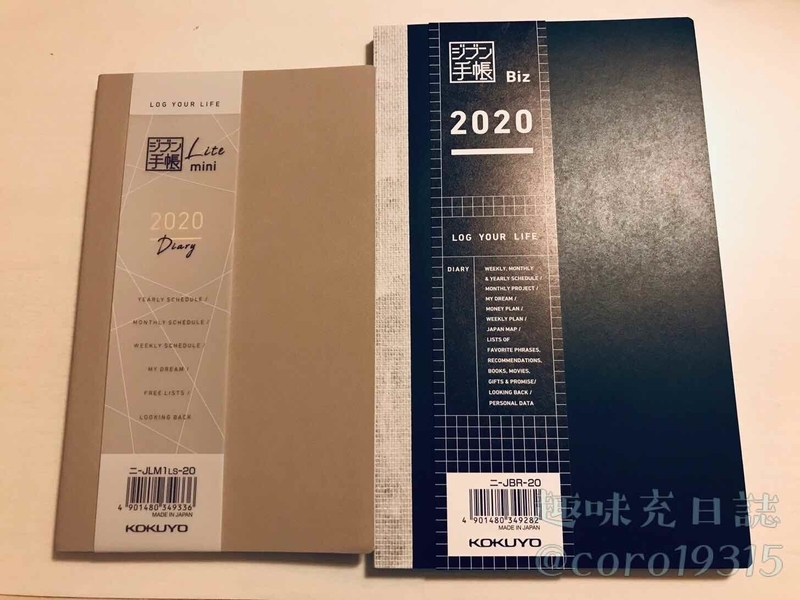 LOG YOUR LIFE
ジブン
手帳
Lite
mini
2020
Diary
YEARLY SCHEDULE /
MONTHLY SCHEDULE /
WEEKLY SCHEDULE /
MY DREAM /
FREE LISTS /
LOOKING BACK
ニ-JLM1LS-20
4 901480 349336
MADE IN JAPAN
KOKUYO
ジブン
手帳
Biz
2020
LOG YOUR LIFE
DIARY
WEEKLY, MONTHLY
& YEARLY SCHEDULE /
MONTHLY PROJECT /
MY DREAM /
MONEY PLAN /
WEEKLY PLAN /
JAPAN MAP /
LISTS OF
FAVORITE PHRASES,
RECOMMENDATIONS,
BOOKS, MOVIES,
GIFTS & PROMISE/
LOOKING BACK /
PERSONAL DATA
ニ-JBR-20
4 901480 349282
MADE IN JAPAN
KOKUYO
趣味充日誌
@coro19315